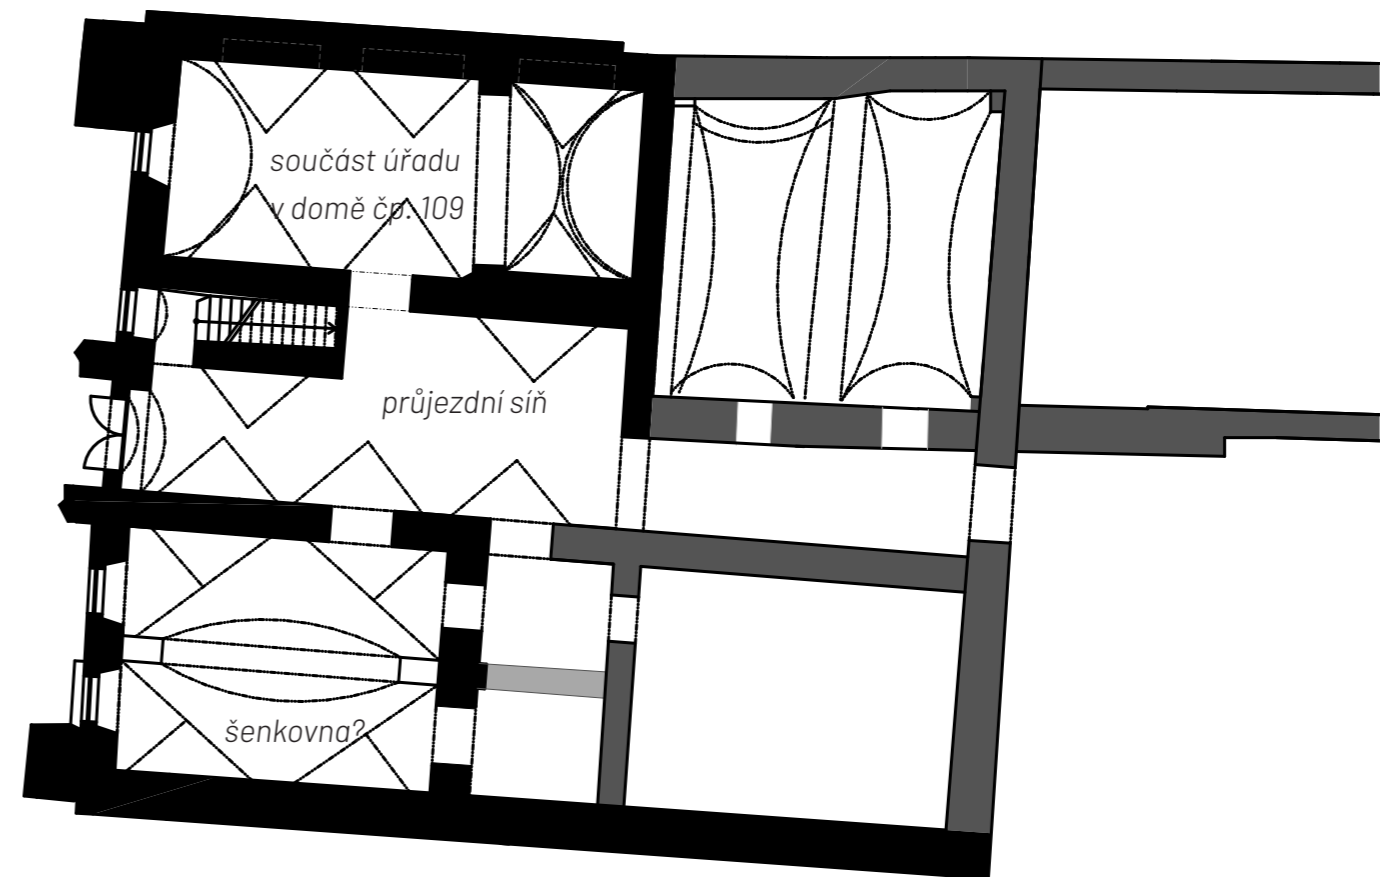 součást úřadu
v domě čp. 109
průjezdní síň
šenkovna?